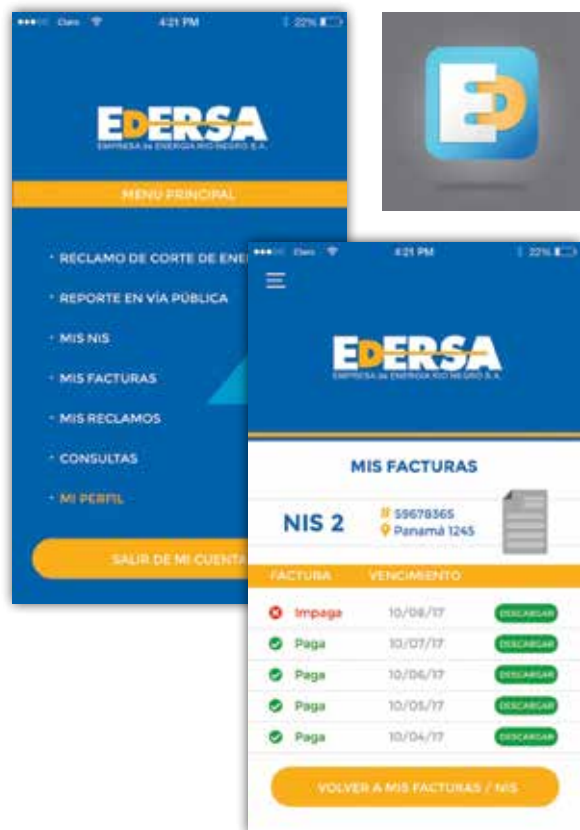 Claro 4:21 PM 22%
EDERSA
EMPRESA de ENERGIA RIO NEGRO S.A.
MENU PRINCIPAL
· RECLAMO DE CORTE DE ENE
· REPORTE EN VÍA PÚBLICA
· MIS NIS
· MIS FACTURAS
· MIS RECLAMOS
· CONSULTAS
· MI PERFIL
SALIR DE MI CUENTA
ED
Claro 4:21 PM 22%
EDERSA
EMPRESA de ENERGIA RIO NEGRO S.A.
MIS FACTURAS
NIS 2
# 59678365
Panamá 1245
FACTURA VENCIMIENTO
Impaga 10/08/17 DESCARGAR
Paga 10/07/17 DESCARGAR
Paga 10/06/17 DESCARGAR
Paga 10/05/17 DESCARGAR
Paga 10/04/17 DESCARGAR
VOLVER A MIS FACTURAS / NIS